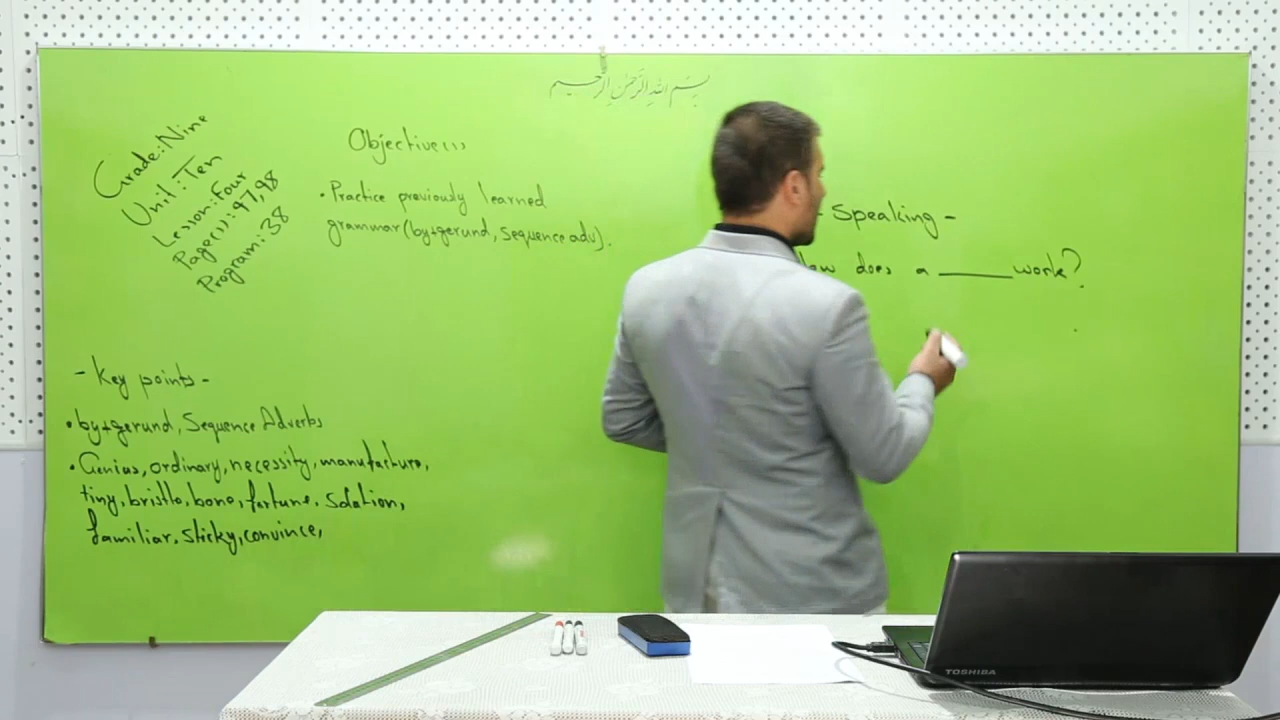 بسم الله الرحمن الرحیم
Grade: Nine
Unit: Ten
Lesson: Four
Page(s): 97,98
Program: 38
Objective(s)
• Practice previously learned
grammar (by+gerund, Sequence adv).
- Key points -
• by+gerund, Sequence Adverbs
• Genius, ordinary, necessity, manufacture,
tiny, bristle, bone, fortune, Solation,
familiar, sticky, convince,
- Speaking -
How does a ____ work?
TOSHIBA